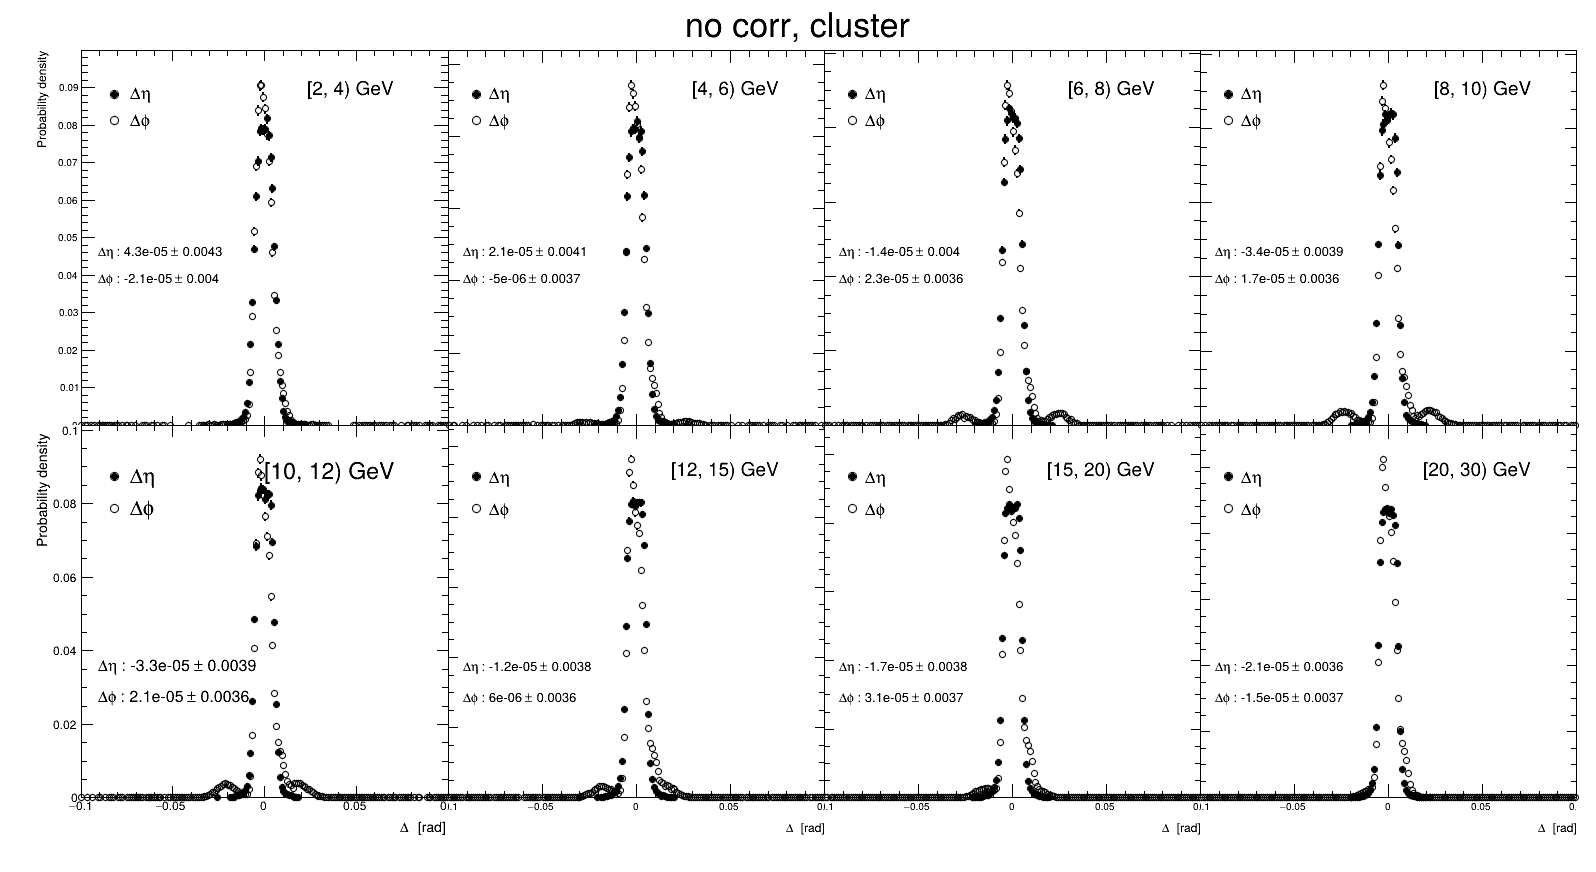 no corr, cluster
Probability density
[2, 4) GeV
Δη
Δϕ
Δη : 4.3e-05 ± 0.0043
Δϕ : -2.1e-05 ± 0.004
0.09
0.08
0.07
0.06
0.05
0.04
0.03
0.02
0.01
[4, 6) GeV
Δη
Δϕ
Δη : 2.1e-05 ± 0.0041
Δϕ : -5e-06 ± 0.0037
[6, 8) GeV
Δη
Δϕ
Δη : -1.4e-05 ± 0.004
Δϕ : 2.3e-05 ± 0.0036
[8, 10) GeV
Δη
Δϕ
Δη : -3.4e-05 ± 0.0039
Δϕ : 1.7e-05 ± 0.0036
Probability density
[10, 12) GeV
Δη
Δϕ
Δη : -3.3e-05 ± 0.0039
Δϕ : 2.1e-05 ± 0.0036
0.1
0.08
0.06
0.04
0.02
0
−0.1 −0.05 0 0.05
Δ [rad]
[12, 15) GeV
Δη
Δϕ
Δη : -1.2e-05 ± 0.0038
Δϕ : 6e-06 ± 0.0036
−0.05 0 0.05
Δ [rad]
[15, 20) GeV
Δη
Δϕ
Δη : -1.7e-05 ± 0.0038
Δϕ : 3.1e-05 ± 0.0037
−0.05 0 0.05
Δ [rad]
[20, 30) GeV
Δη
Δϕ
Δη : -2.1e-05 ± 0.0036
Δϕ : -1.5e-05 ± 0.0037
−0.05 0 0.05
Δ [rad]